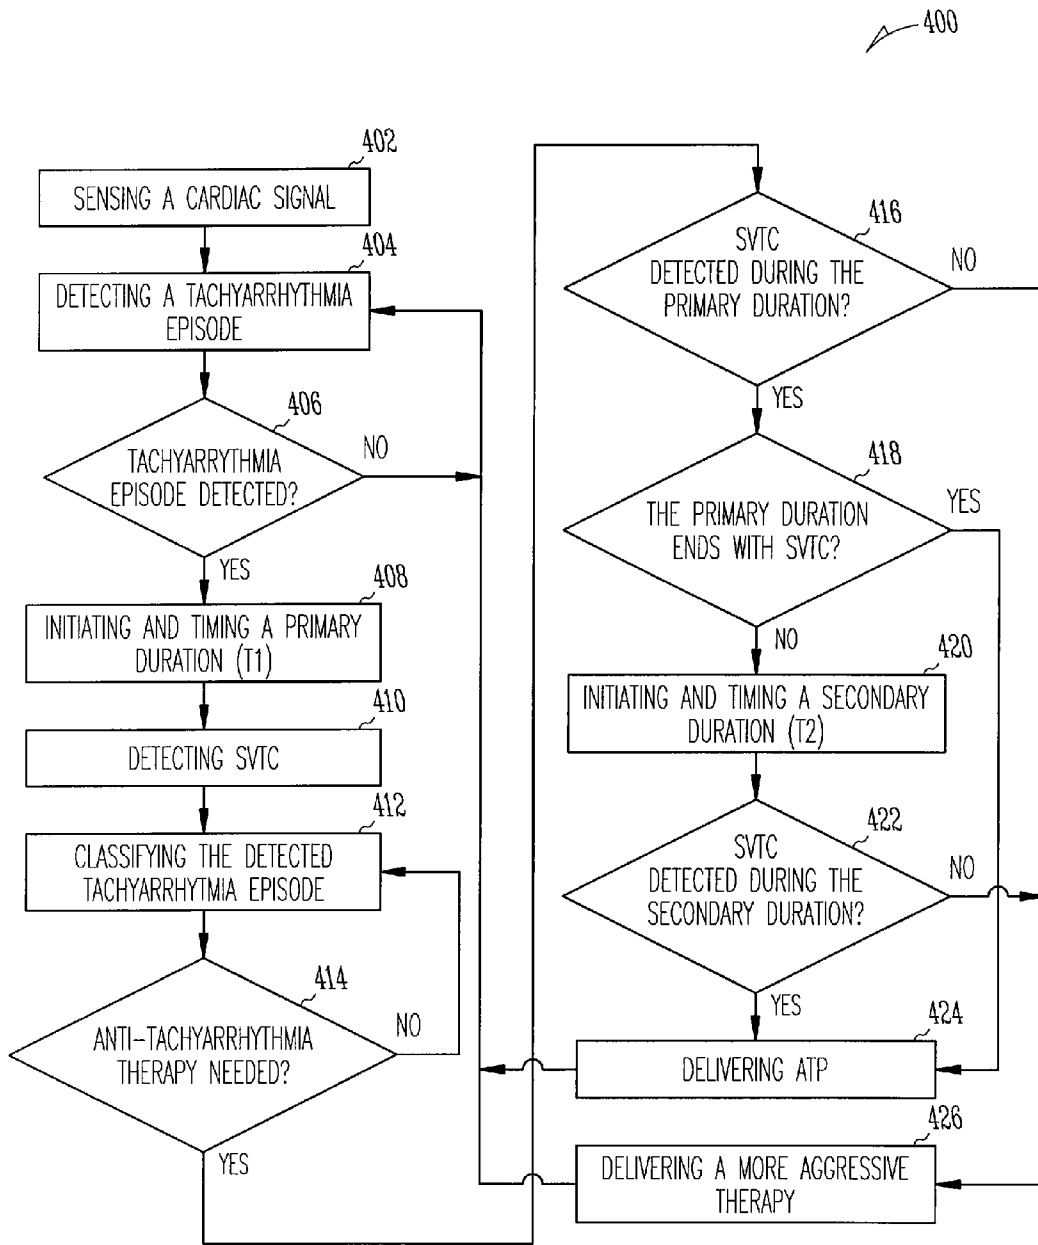 400
402
SENSING A CARDIAC SIGNAL
404
DETECTING A TACHYARRHYTHMIA
EPISODE
406
TACHYARRYTHMIA
EPISODE DETECTED?
NO
YES
408
INITIATING AND TIMING A PRIMARY
DURATION (T1)
410
DETECTING SVTC
412
CLASSIFYING THE DETECTED
TACHYARRHYTMIA EPISODE
414
ANTI-TACHYARRHYTHMIA
THERAPY NEEDED?
NO
YES
416
SVTC
DETECTED DURING THE
PRIMARY DURATION?
NO
YES
418
THE PRIMARY DURATION
ENDS WITH SVTC?
YES
NO
420
INITIATING AND TIMING A SECONDARY
DURATION (T2)
422
SVTC
DETECTED DURING THE
SECONDARY DURATION?
NO
YES
424
DELIVERING ATP
426
DELIVERING A MORE AGGRESSIVE
THERAPY